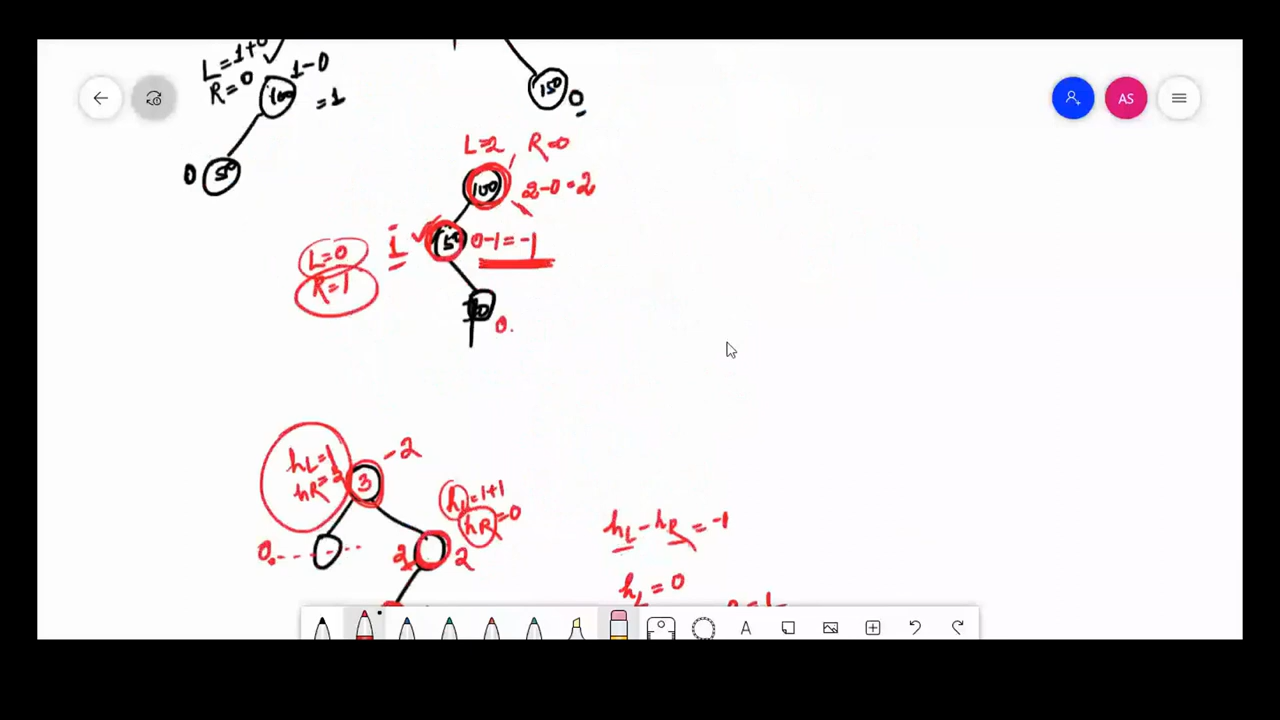 L=1+0
R=0
100
1-0
=1
0
50
150
0
AS
L=2 R=0
100
2-0=2
L=0
R=1
1
50
0-1=-1
0.
hL=1
3
-2
hL=1+1
hR=0
0
2
2
hL-hR=-1
hL=0
A